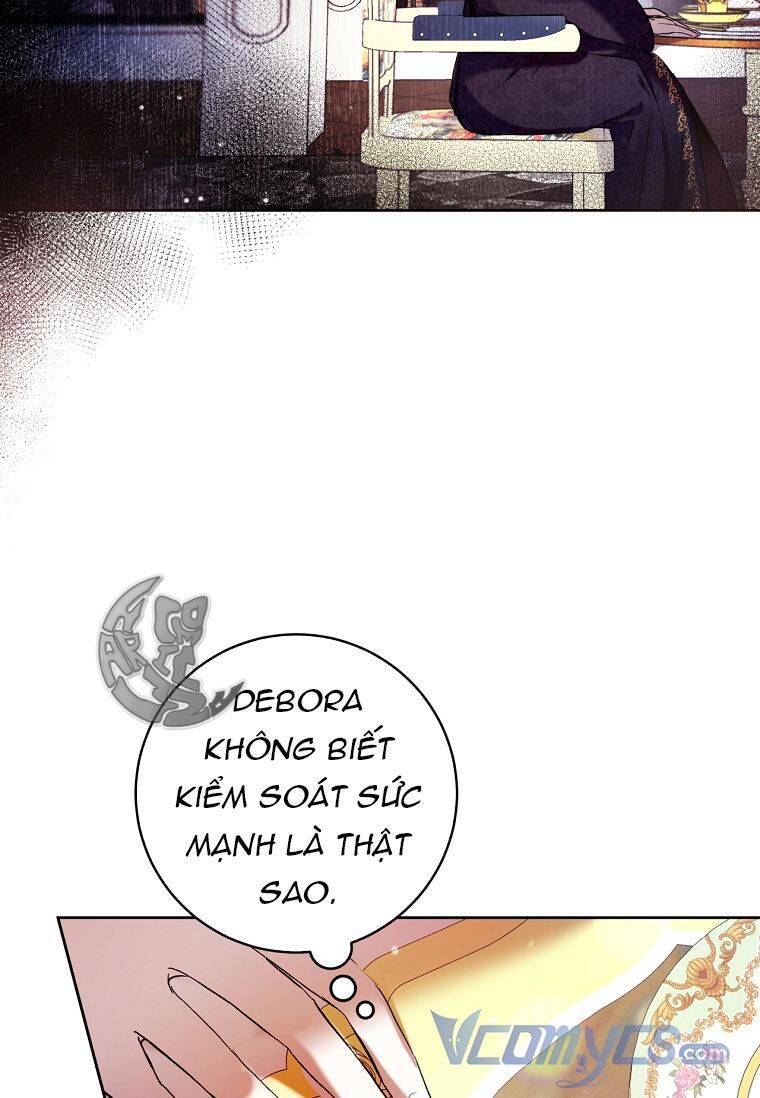 DEBORA
KHÔNG BIẾT
KIỂM SOÁT SỨC
MẠNH LÀ THẬT
SAO.
VCOMYCS.com